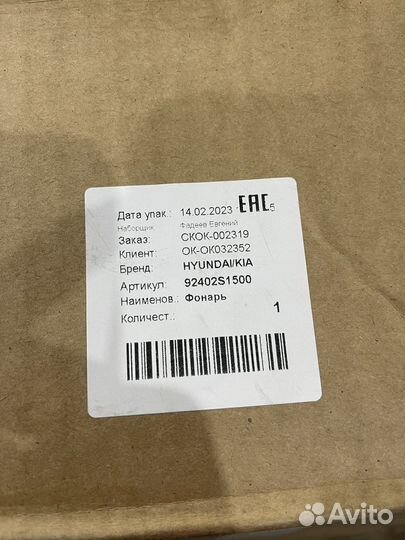 Дата упак.: 14.02.2023 EAC 5
Наборщик: Фадеев Евгений
Заказ: СКОК-002319
Клиент: ОК-ОК032352
Бренд: HYUNDAI/KIA
Артикул: 92402S1500
Наименов.: Фонарь
Количест.: 1
Avito